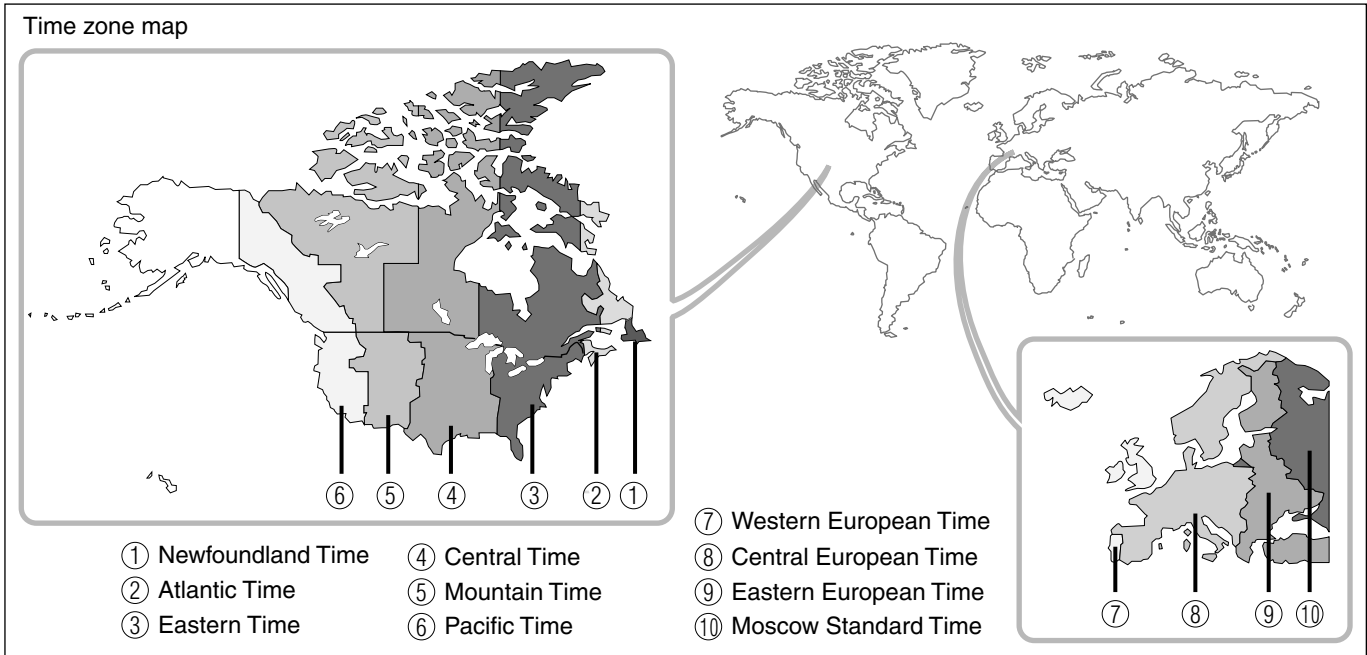 Time zone map
⑥ ⑤ ④ ③ ② ①
① Newfoundland Time
② Atlantic Time
③ Eastern Time
④ Central Time
⑤ Mountain Time
⑥ Pacific Time
⑦ Western European Time
⑧ Central European Time
⑨ Eastern European Time
⑩ Moscow Standard Time
⑦ ⑧ ⑨ ⑩